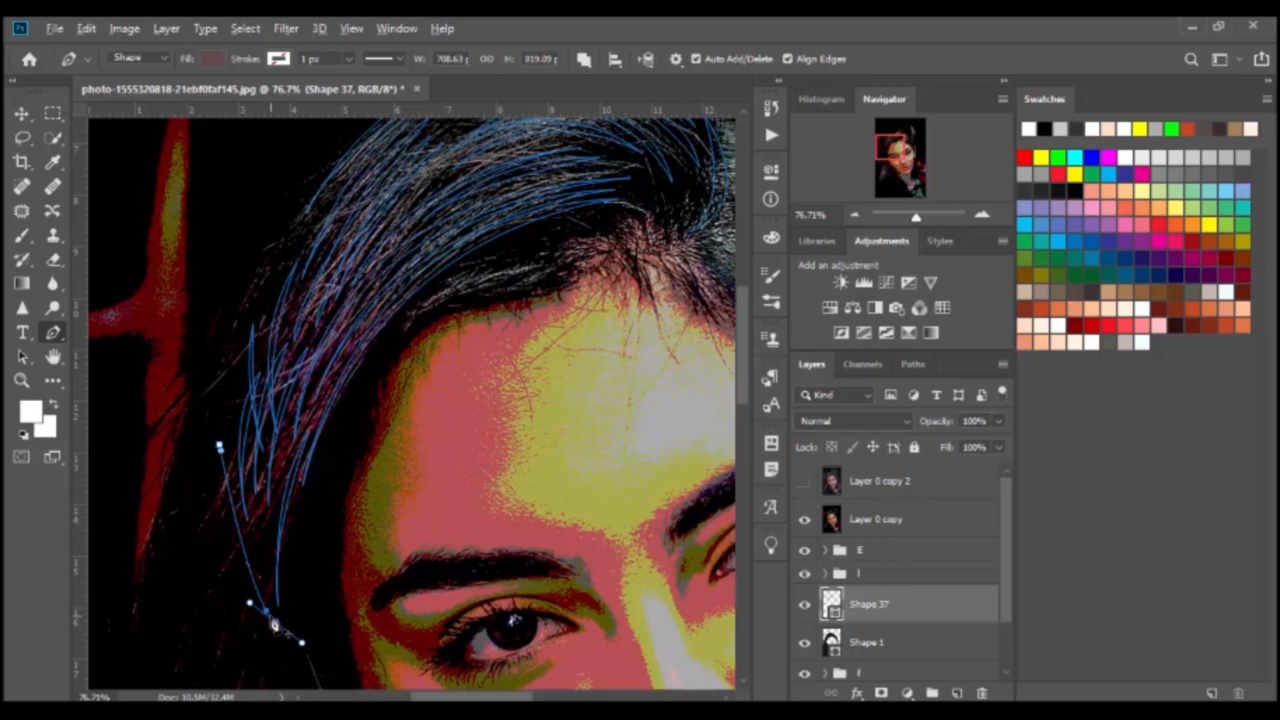 Ps File Edit Image Layer Type Select Filter 3D View Window Help
Shape Fill: Stroke: 1 px W: 708.63 p H: 819.09 p Auto Add/Delete Align Edges
photo-1555320818-21ebf0faf145.jpg @ 76.7% (Shape 37, RGB/8*) *
Histogram Navigator
Swatches
76.71%
Libraries Adjustments Styles
Add an adjustment
Layers Channels Paths
Kind
Normal Opacity: 100%
Lock: Fill: 100%
Layer 0 copy 2
Layer 0 copy
E
Shape 37
Shape 1
f
76.71% Doc: 10.5M/32.4M